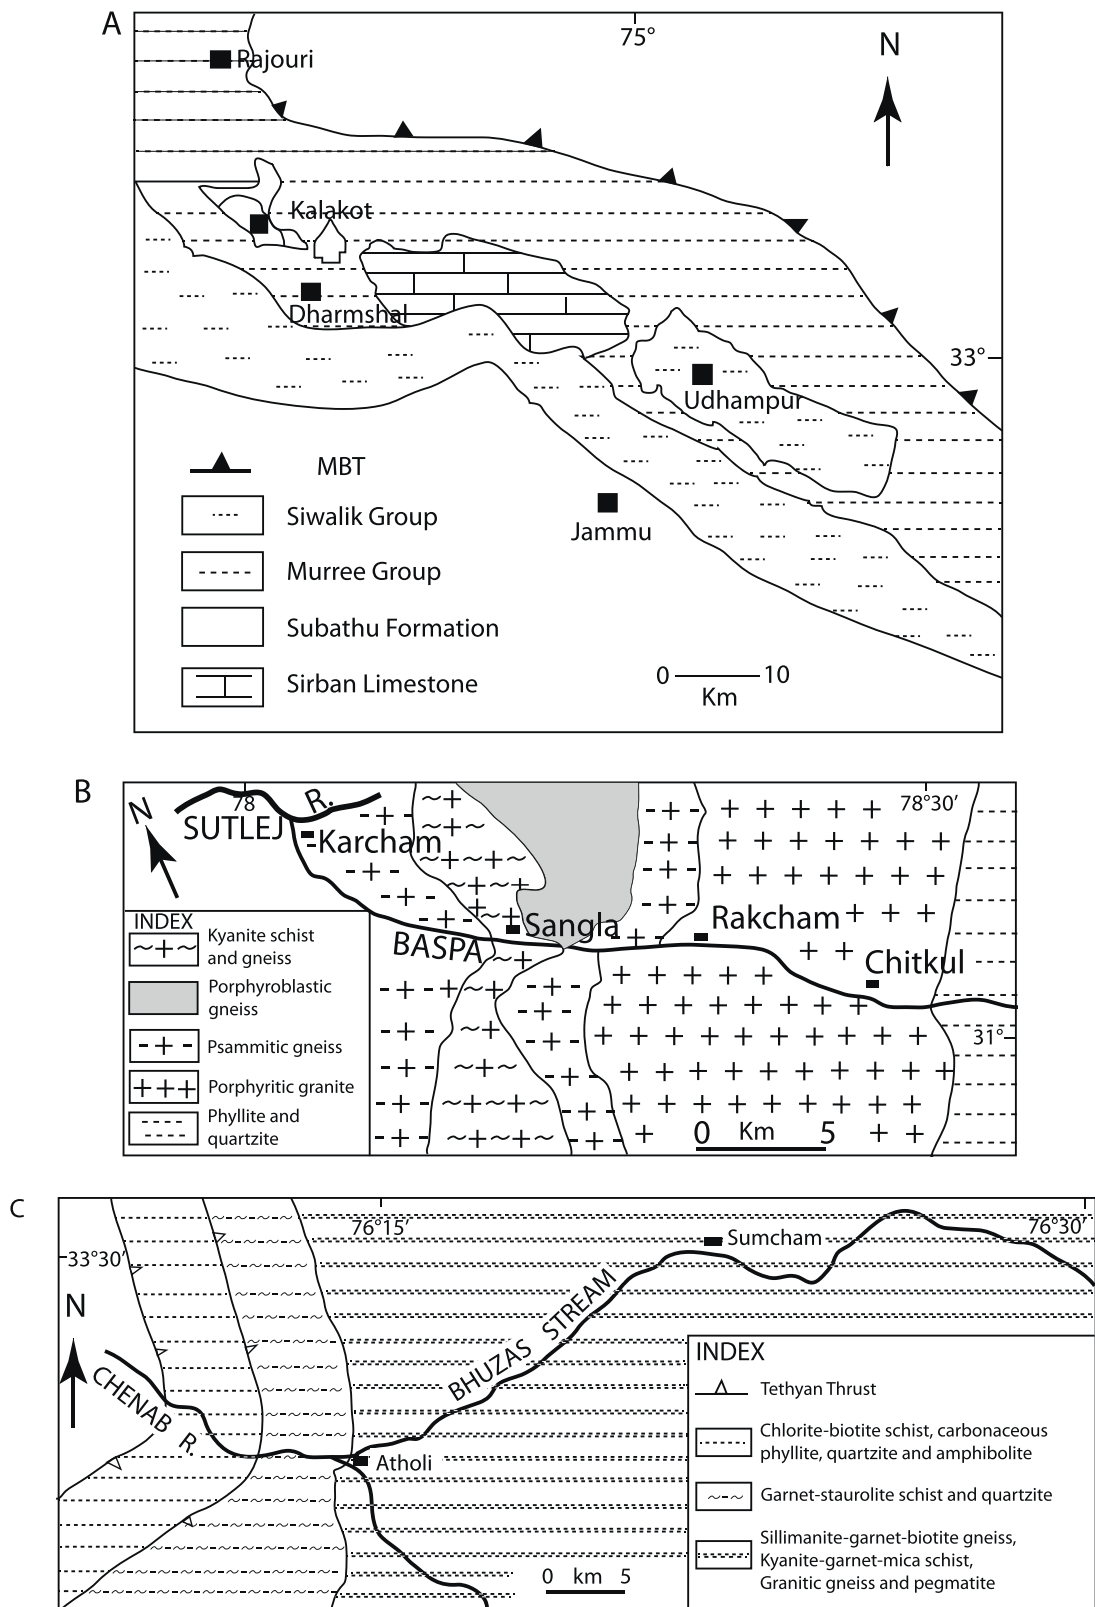 A
75°
N
Rajouri
Kalakot
Dharmshal
33°
Udhampur
Jammu
MBT
Siwalik Group
Murree Group
Subathu Formation
Sirban Limestone
0 10
Km
B
N
78
R.
78°30′
SUTLEJ
Karcham
INDEX
Kyanite schist
and gneiss
Porphyroblastic
gneiss
Psammitic gneiss
Porphyritic granite
Phyllite and
quartzite
BASPA
Sangla
Rakcham
Chitkul
31°
0 Km 5
C
76°15′
76°30′
33°30′
Sumcham
N
BHUZAS STREAM
CHENAB R.
Atholi
INDEX
Tethyan Thrust
Chlorite-biotite schist, carbonaceous
phyllite, quartzite and amphibolite
Garnet-staurolite schist and quartzite
Sillimanite-garnet-biotite gneiss,
Kyanite-garnet-mica schist,
Granitic gneiss and pegmatite
0 km 5